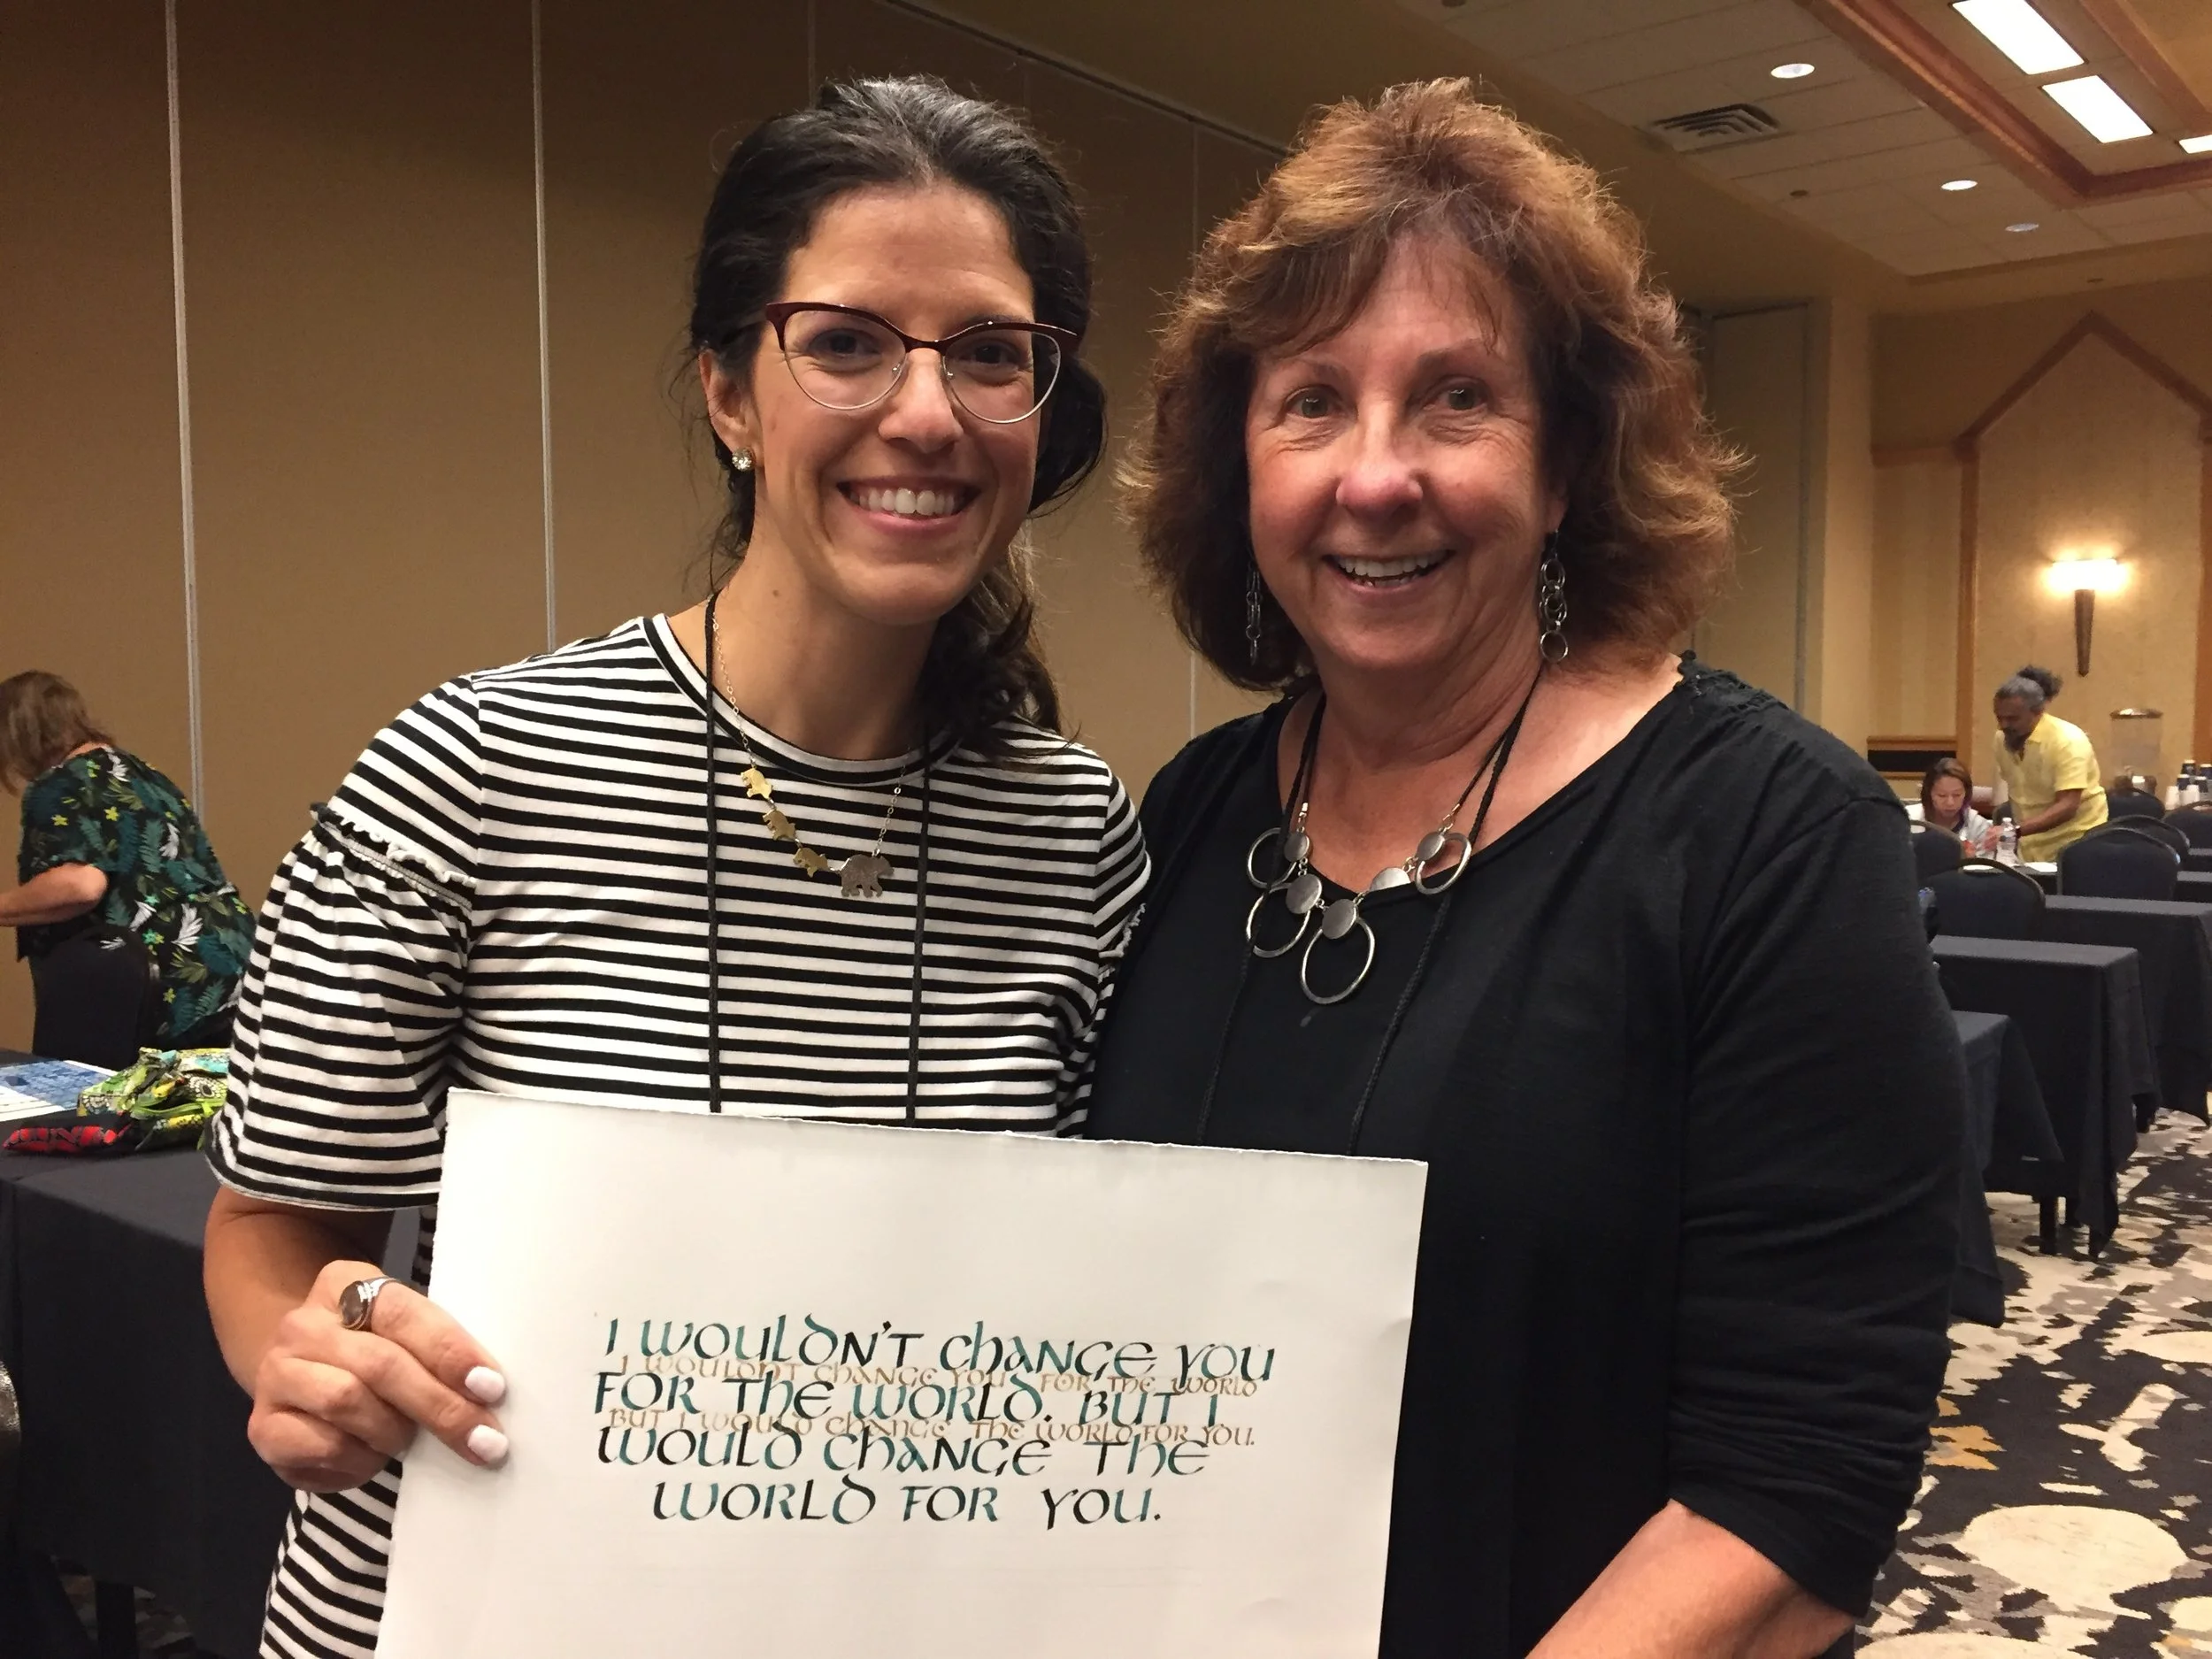 I WOULDN'T CHANGE YOU
I WOULDN'T CHANGE YOU FOR THE WORLD
FOR THE WORLD. BUT I
BUT I WOULD CHANGE THE WORLD FOR YOU.
WOULD CHANGE THE
WORLD FOR YOU.